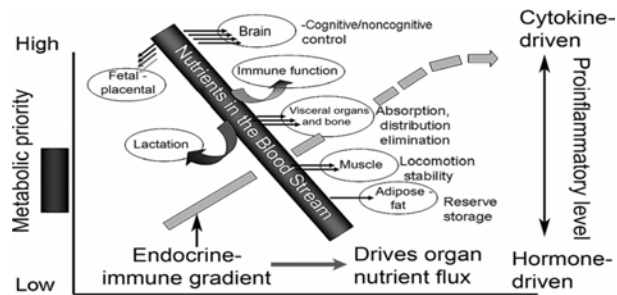 High
Metabolic priority
Low
Nutrients in the Blood Stream
Brain
-Cognitive/noncognitive
control
Fetal -
placental
Immune function
Visceral organs
and bone
Absorption,
distribution
elimination
Lactation
Muscle
Locomotion
stability
Adipose -
fat
Reserve
storage
Endocrine-
immune gradient
Drives organ
nutrient flux
Cytokine-
driven
Proinflammatory level
Hormone-
driven